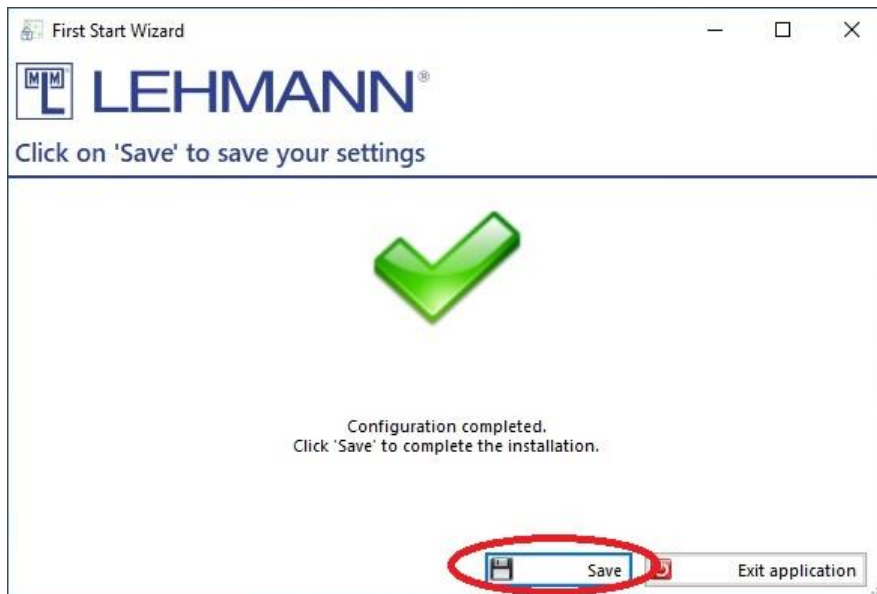 First Start Wizard
MM
L
LEHMANN®
Click on 'Save' to save your settings
Configuration completed.
Click 'Save' to complete the installation.
Save
Exit application